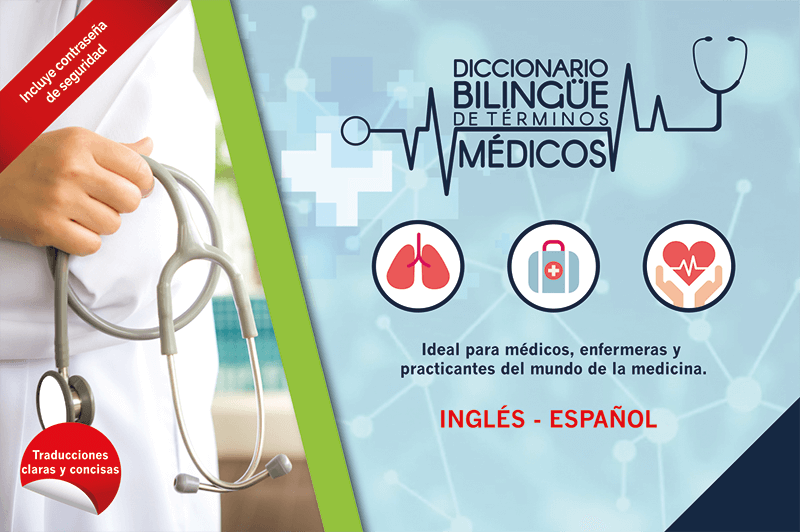 Incluye contraseña
de seguridad
DICCIONARIO
BILINGÜE
DE TÉRMINOS
MÉDICOS
Ideal para médicos, enfermeras y
practicantes del mundo de la medicina.
INGLÉS - ESPAÑOL
Traducciones
claras y concisas